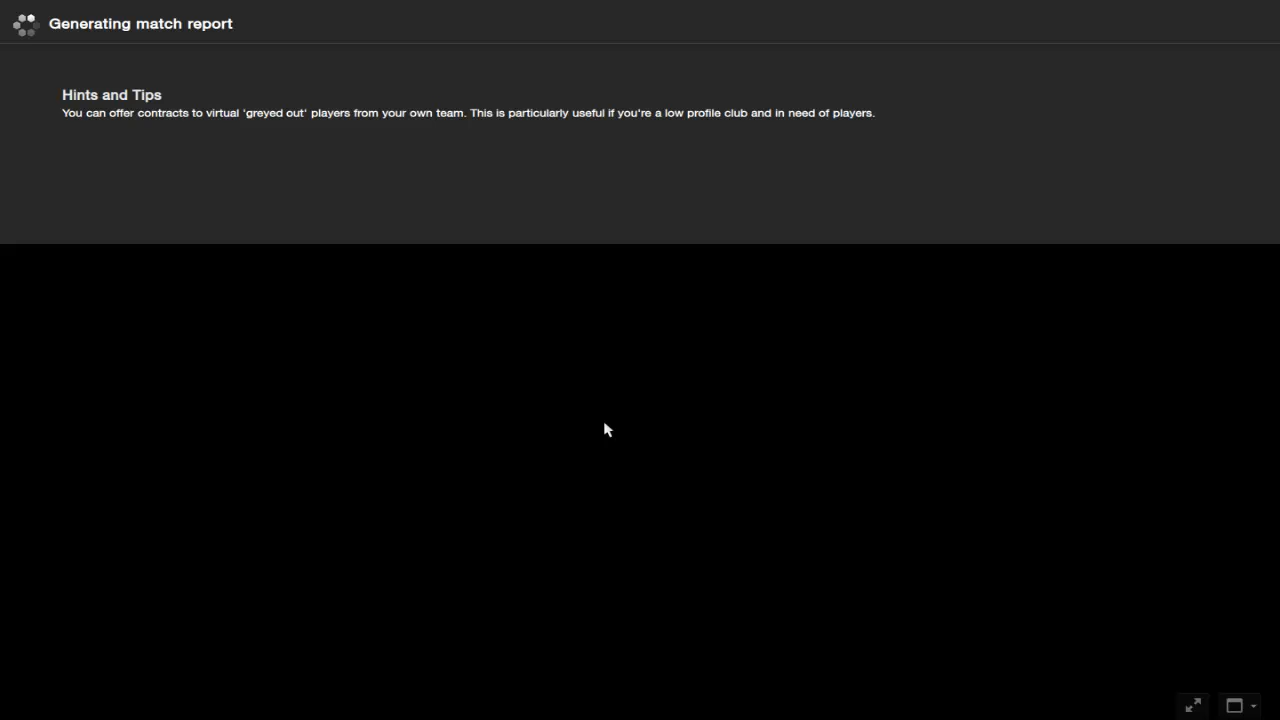 Generating match report
Hints and Tips
You can offer contracts to virtual 'greyed out' players from your own team. This is particularly useful if you're a low profile club and in need of players.